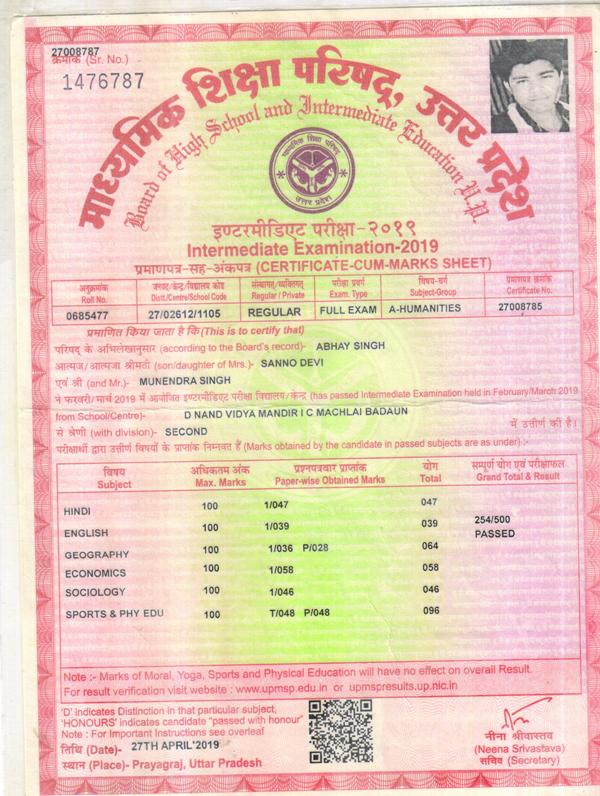 27008787
क्रमांक (Sr. No.)
1476787
माध्यमिक शिक्षा परिषद्, उत्तर प्रदेश
Board of High School and Intermediate Education U.P.
माध्यमिक शिक्षा परिषद्
उत्तर प्रदेश
इण्टरमीडिएट परीक्षा-२०१९
Intermediate Examination-2019
प्रमाणपत्र-सह-अंकपत्र (CERTIFICATE-CUM-MARKS SHEET)
अनुक्रमांक जनपद/केन्द्र/विद्यालय कोड संस्थागत/व्यक्तिगत परीक्षा प्रवर्ग विषय-वर्ग प्रमाणपत्र क्रमांक
Roll No. Distt./Centre/School Code Regular / Private Exam. Type Subject-Group Certificate No.
0685477 27/02612/1105 REGULAR FULL EXAM A-HUMANITIES 27008785
प्रमाणित किया जाता है कि(This is to certify that)
परिषद् के अभिलेखानुसार (according to the Board's record)- ABHAY SINGH
आत्मज/आत्मजा श्रीमती (son/daughter of Mrs.)- SANNO DEVI
एवं श्री (and Mr.)- MUNENDRA SINGH
ने फरवरी/मार्च 2019 में आयोजित इण्टरमीडिएट परीक्षा विद्यालय/केन्द्र (has passed Intermediate Examination held in February/March 2019
from School/Centre)- D NAND VIDYA MANDIR I C MACHLAI BADAUN में उत्तीर्ण की है।
से श्रेणी (with division)- SECOND
परीक्षार्थी द्वारा उत्तीर्ण विषयों के प्राप्तांक निम्नवत हैं (Marks obtained by the candidate in passed subjects are as under) :-
विषय अधिकतम अंक प्रश्नपत्रवार प्राप्तांक योग सम्पूर्ण योग एवं परीक्षाफल
Subject Max. Marks Paper-wise Obtained Marks Total Grand Total & Result
HINDI 100 1/047 047
ENGLISH 100 1/039 039 254/500
PASSED
GEOGRAPHY 100 1/036 P/028 064
ECONOMICS 100 1/058 058
SOCIOLOGY 100 1/046 046
SPORTS & PHY EDU 100 T/048 P/048 096
Note :- Marks of Moral, Yoga, Sports and Physical Education will have no effect on overall Result.
For result verification visit website : www.upmsp.edu.in or upmspresults.up.nic.in
'D' indicates Distinction in that particular subject,
'HONOURS' indicates candidate "passed with honour"
Note : For Important Instructions see overleaf
तिथि (Date)- 27TH APRIL'2019
स्थान (Place)- Prayagraj, Uttar Pradesh
नीना श्रीवास्तव
(Neena Srivastava)
सचिव (Secretary)